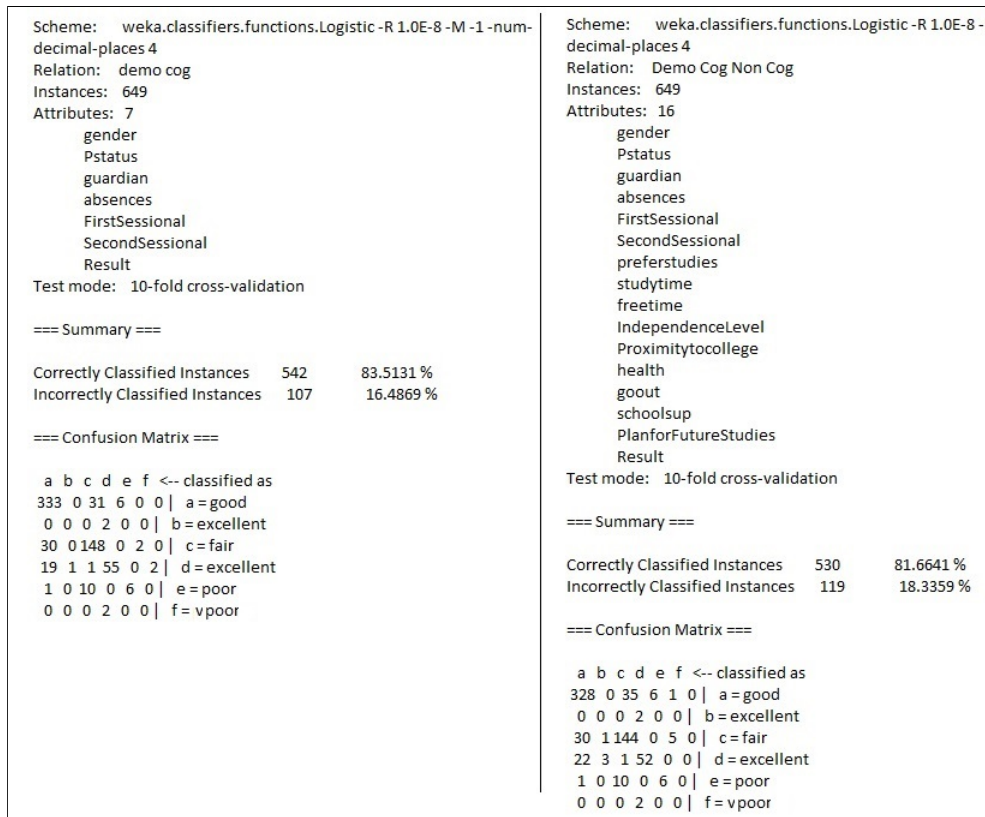 Scheme: weka.classifiers.functions.Logistic -R 1.0E-8 -M -1 -num-
decimal-places 4
Relation: demo cog
Instances: 649
Attributes: 7
gender
Pstatus
guardian
absences
FirstSessional
SecondSessional
Result
Test mode: 10-fold cross-validation
=== Summary ===
Correctly Classified Instances 542 83.5131 %
Incorrectly Classified Instances 107 16.4869 %
=== Confusion Matrix ===
a b c d e f <-- classified as
333 0 31 6 0 0 | a = good
0 0 0 2 0 0 | b = excellent
30 0 148 0 2 0 | c = fair
19 1 1 55 0 2 | d = excellent
1 0 10 0 6 0 | e = poor
0 0 0 2 0 0 | f = vpoor
Scheme: weka.classifiers.functions.Logistic -R 1.0E-8 -
decimal-places 4
Relation: Demo Cog Non Cog
Instances: 649
Attributes: 16
gender
Pstatus
guardian
absences
FirstSessional
SecondSessional
preferstudies
studytime
freetime
IndependenceLevel
Proximitytocollege
health
goout
schoolsup
PlanforFutureStudies
Result
Test mode: 10-fold cross-validation
=== Summary ===
Correctly Classified Instances 530 81.6641 %
Incorrectly Classified Instances 119 18.3359 %
=== Confusion Matrix ===
a b c d e f <-- classified as
328 0 35 6 1 0 | a = good
0 0 0 2 0 0 | b = excellent
30 1 144 0 5 0 | c = fair
22 3 1 52 0 0 | d = excellent
1 0 10 0 6 0 | e = poor
0 0 0 2 0 0 | f = vpoor